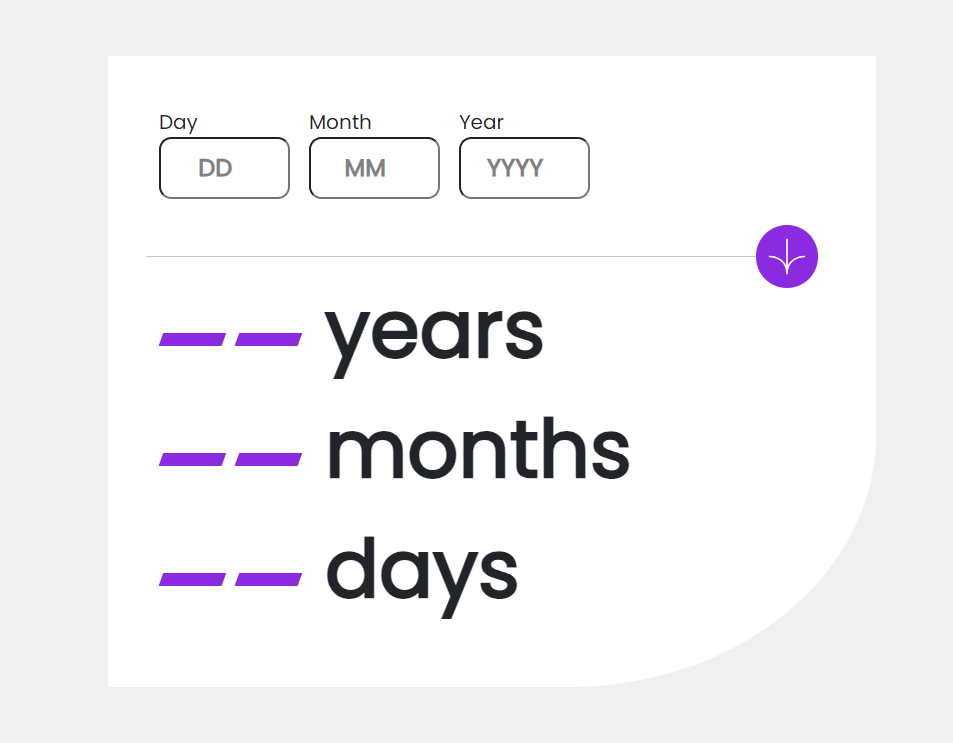 Day Month Year
DD MM YYYY
-- years
-- months
-- days